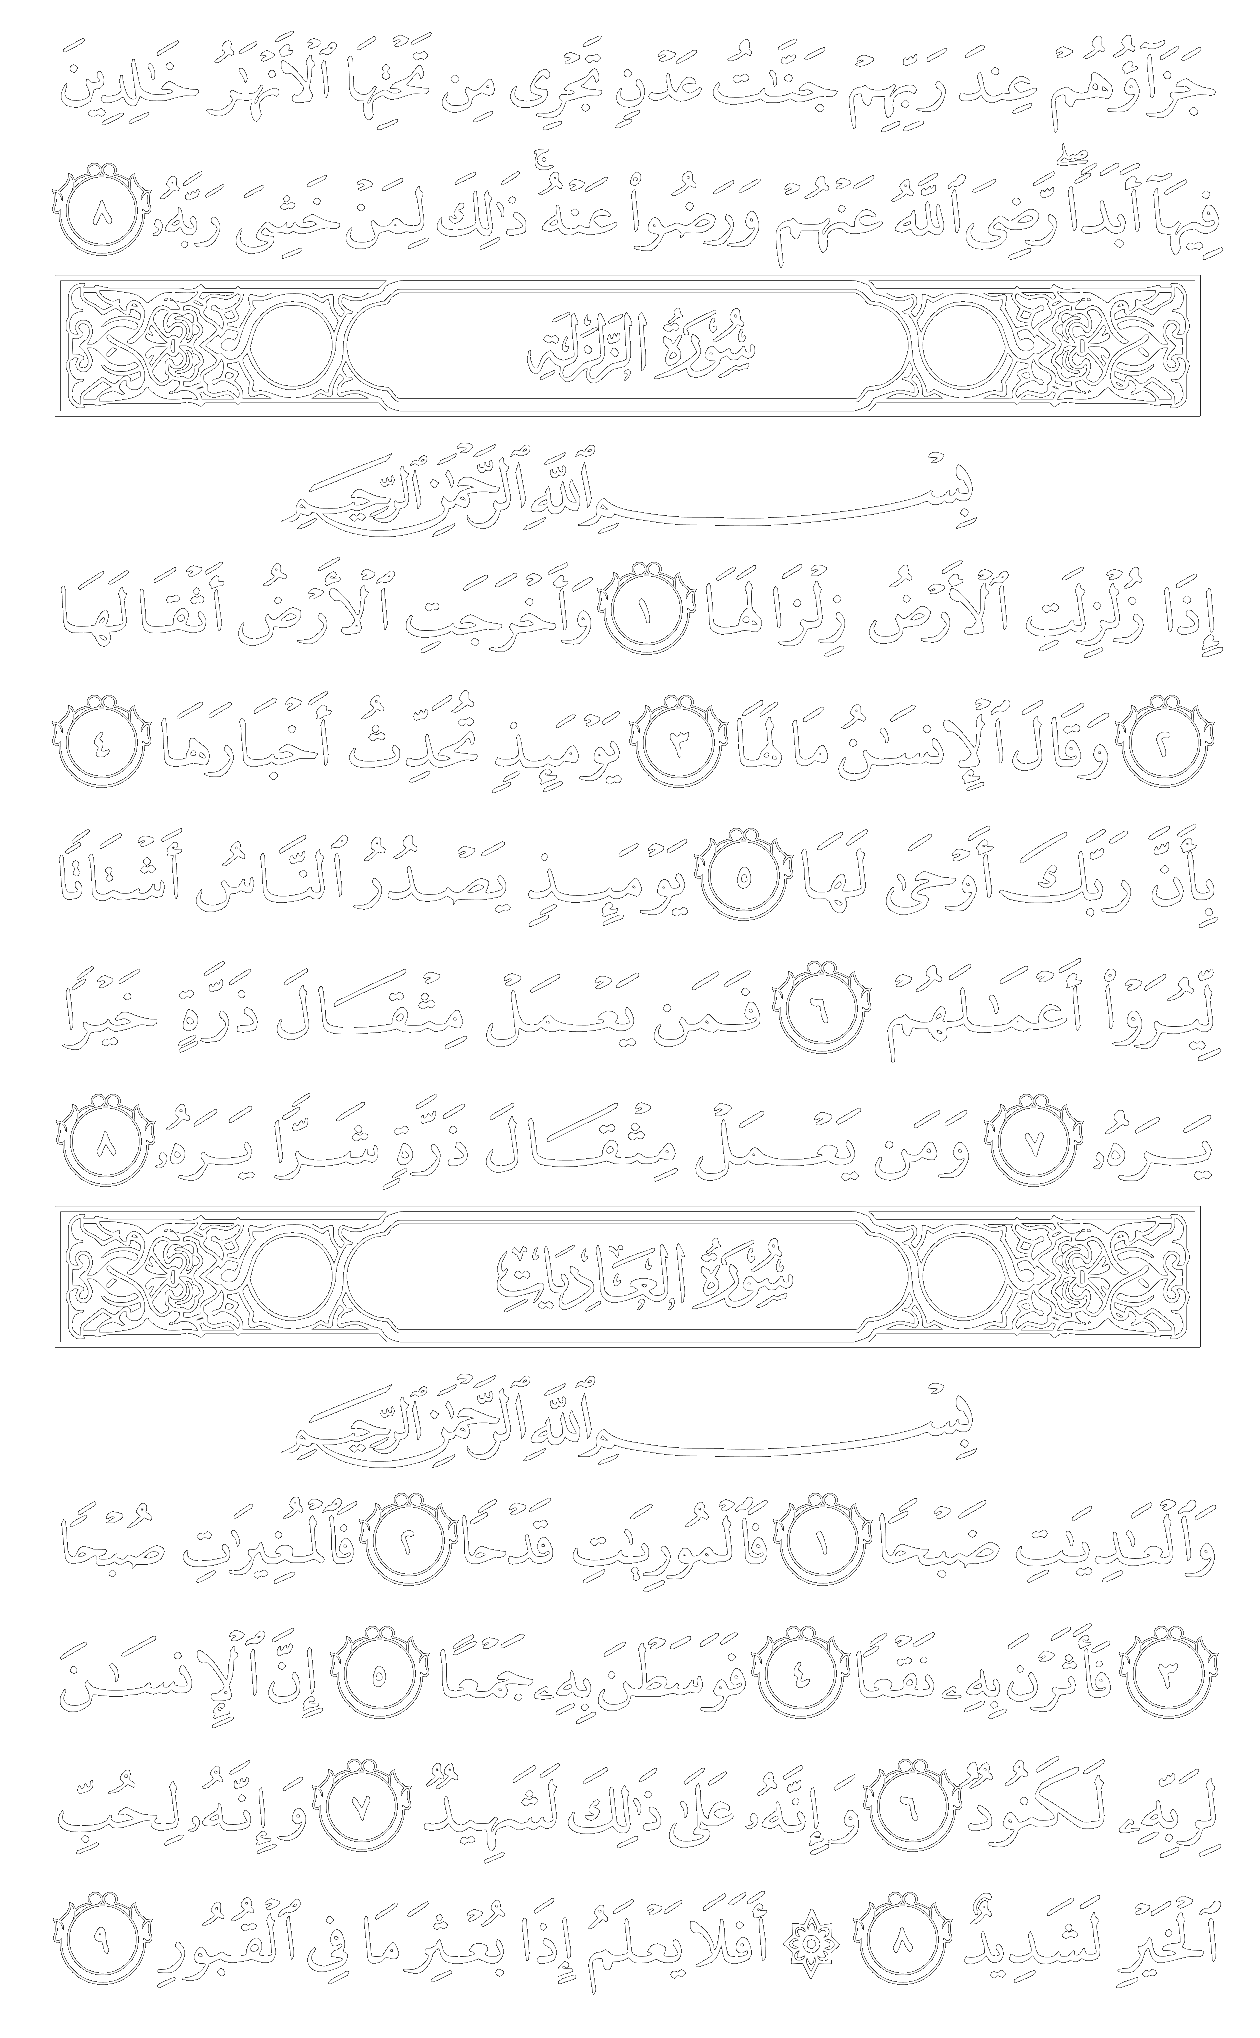 جَزَآؤُهُمْ عِندَ رَبِّهِمْ جَنَّٰتُ عَدْنٍ تَجْرِى مِن تَحْتِهَا ٱلْأَنْهَٰرُ خَٰلِدِينَ
فِيهَآ أَبَدًا ۖ رَّضِىَ ٱللَّهُ عَنْهُمْ وَرَضُوا۟ عَنْهُ ۚ ذَٰلِكَ لِمَنْ خَشِىَ رَبَّهُۥ ٨
سُورَةُ الزَّلْزَلَةِ
بِسْمِ ٱللَّهِ ٱلرَّحْمَٰنِ ٱلرَّحِيمِ
إِذَا زُلْزِلَتِ ٱلْأَرْضُ زِلْزَالَهَا ١ وَأَخْرَجَتِ ٱلْأَرْضُ أَثْقَالَهَا
٢ وَقَالَ ٱلْإِنسَٰنُ مَا لَهَا ٣ يَوْمَئِذٍ تُحَدِّثُ أَخْبَارَهَا ٤
بِأَنَّ رَبَّكَ أَوْحَىٰ لَهَا ٥ يَوْمَئِذٍ يَصْدُرُ ٱلنَّاسُ أَشْتَاتًا
لِّيُرَوْا۟ أَعْمَٰلَهُمْ ٦ فَمَن يَعْمَلْ مِثْقَالَ ذَرَّةٍ خَيْرًا
يَرَهُۥ ٧ وَمَن يَعْمَلْ مِثْقَالَ ذَرَّةٍ شَرًّا يَرَهُۥ ٨
سُورَةُ الْعَادِيَاتِ
بِسْمِ ٱللَّهِ ٱلرَّحْمَٰنِ ٱلرَّحِيمِ
وَٱلْعَٰدِيَٰتِ ضَبْحًا ١ فَٱلْمُورِيَٰتِ قَدْحًا ٢ فَٱلْمُغِيرَٰتِ صُبْحًا
٣ فَأَثَرْنَ بِهِۦ نَقْعًا ٤ فَوَسَطْنَ بِهِۦ جَمْعًا ٥ إِنَّ ٱلْإِنسَٰنَ
لِرَبِّهِۦ لَكَنُودٌ ٦ وَإِنَّهُۥ عَلَىٰ ذَٰلِكَ لَشَهِيدٌ ٧ وَإِنَّهُۥ لِحُبِّ
ٱلْخَيْرِ لَشَدِيدٌ ٨ ۞ أَفَلَا يَعْلَمُ إِذَا بُعْثِرَ مَا فِى ٱلْقُبُورِ ٩